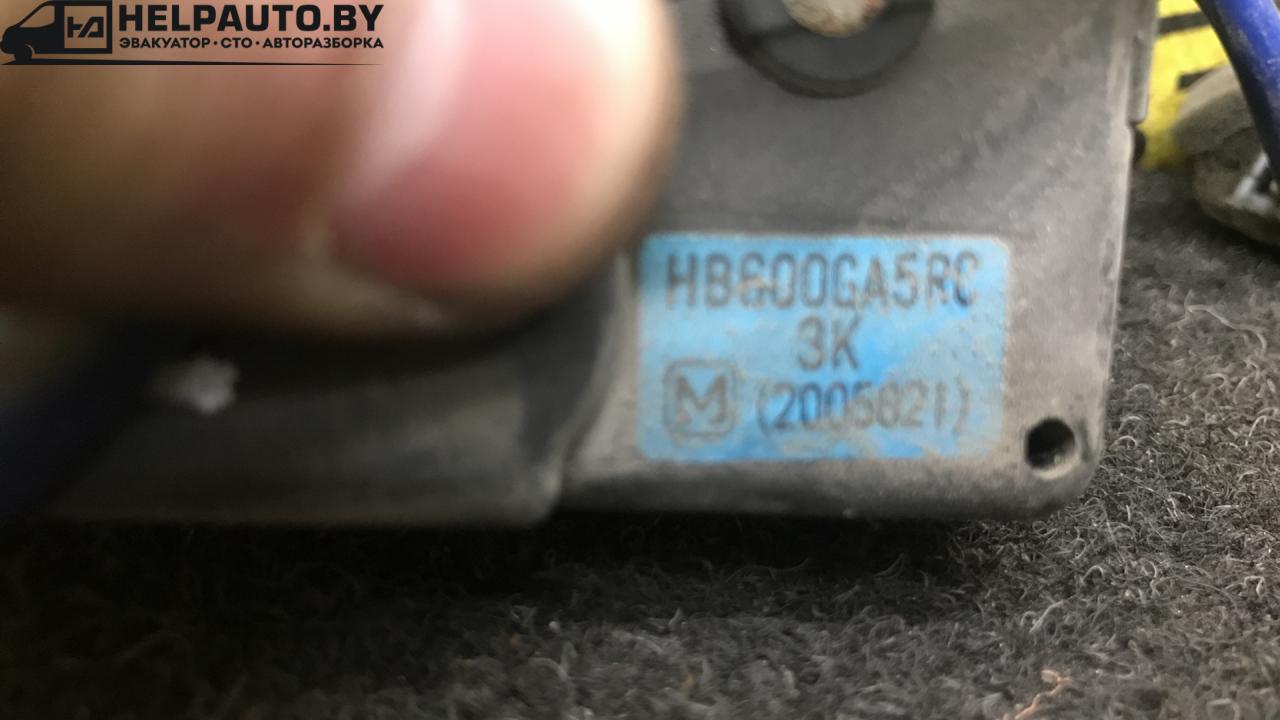 HELPAUTO.BY
ЭВАКУАТОР · СТО · АВТОРАЗБОРКА
HB600GA5RC
3K
M (2005821)